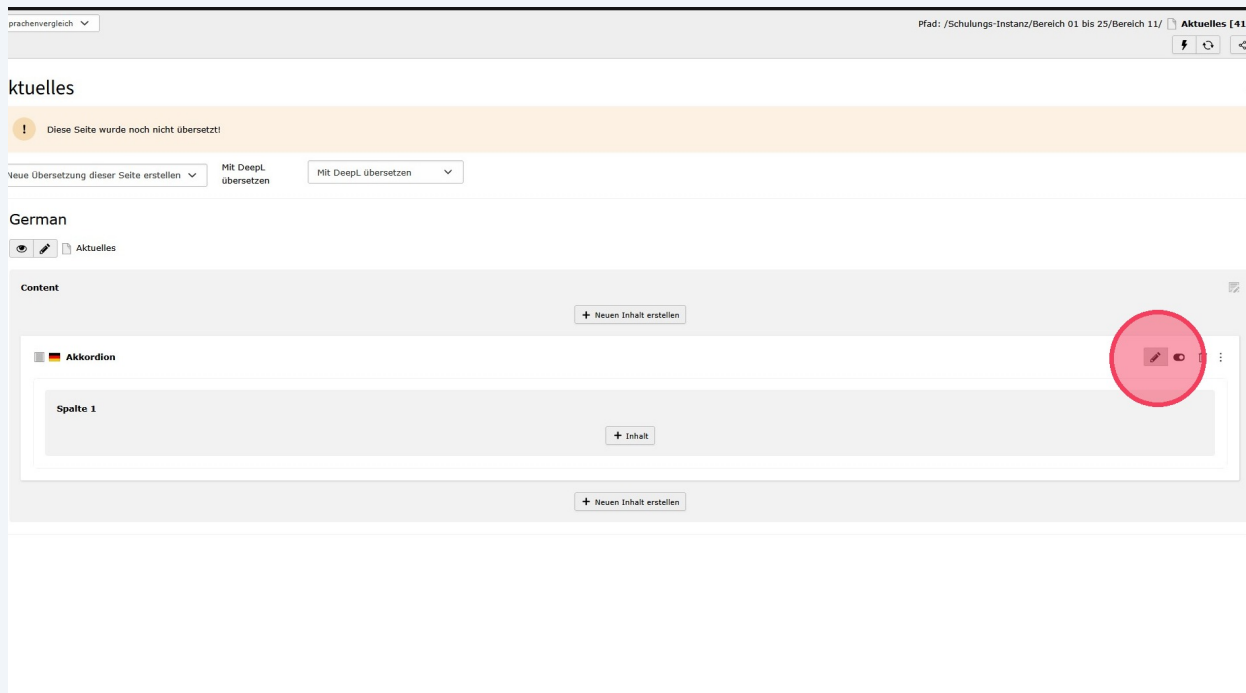 prachenvergleich
Pfad: /Schulungs-Instanz/Bereich 01 bis 25/Bereich 11/ Aktuelles [41
ktuelles
! Diese Seite wurde noch nicht übersetzt!
Neue Übersetzung dieser Seite erstellen
Mit DeepL
übersetzen
Mit DeepL übersetzen
German
Aktuelles
Content
+ Neuen Inhalt erstellen
Akkordion
Spalte 1
+ Inhalt
+ Neuen Inhalt erstellen